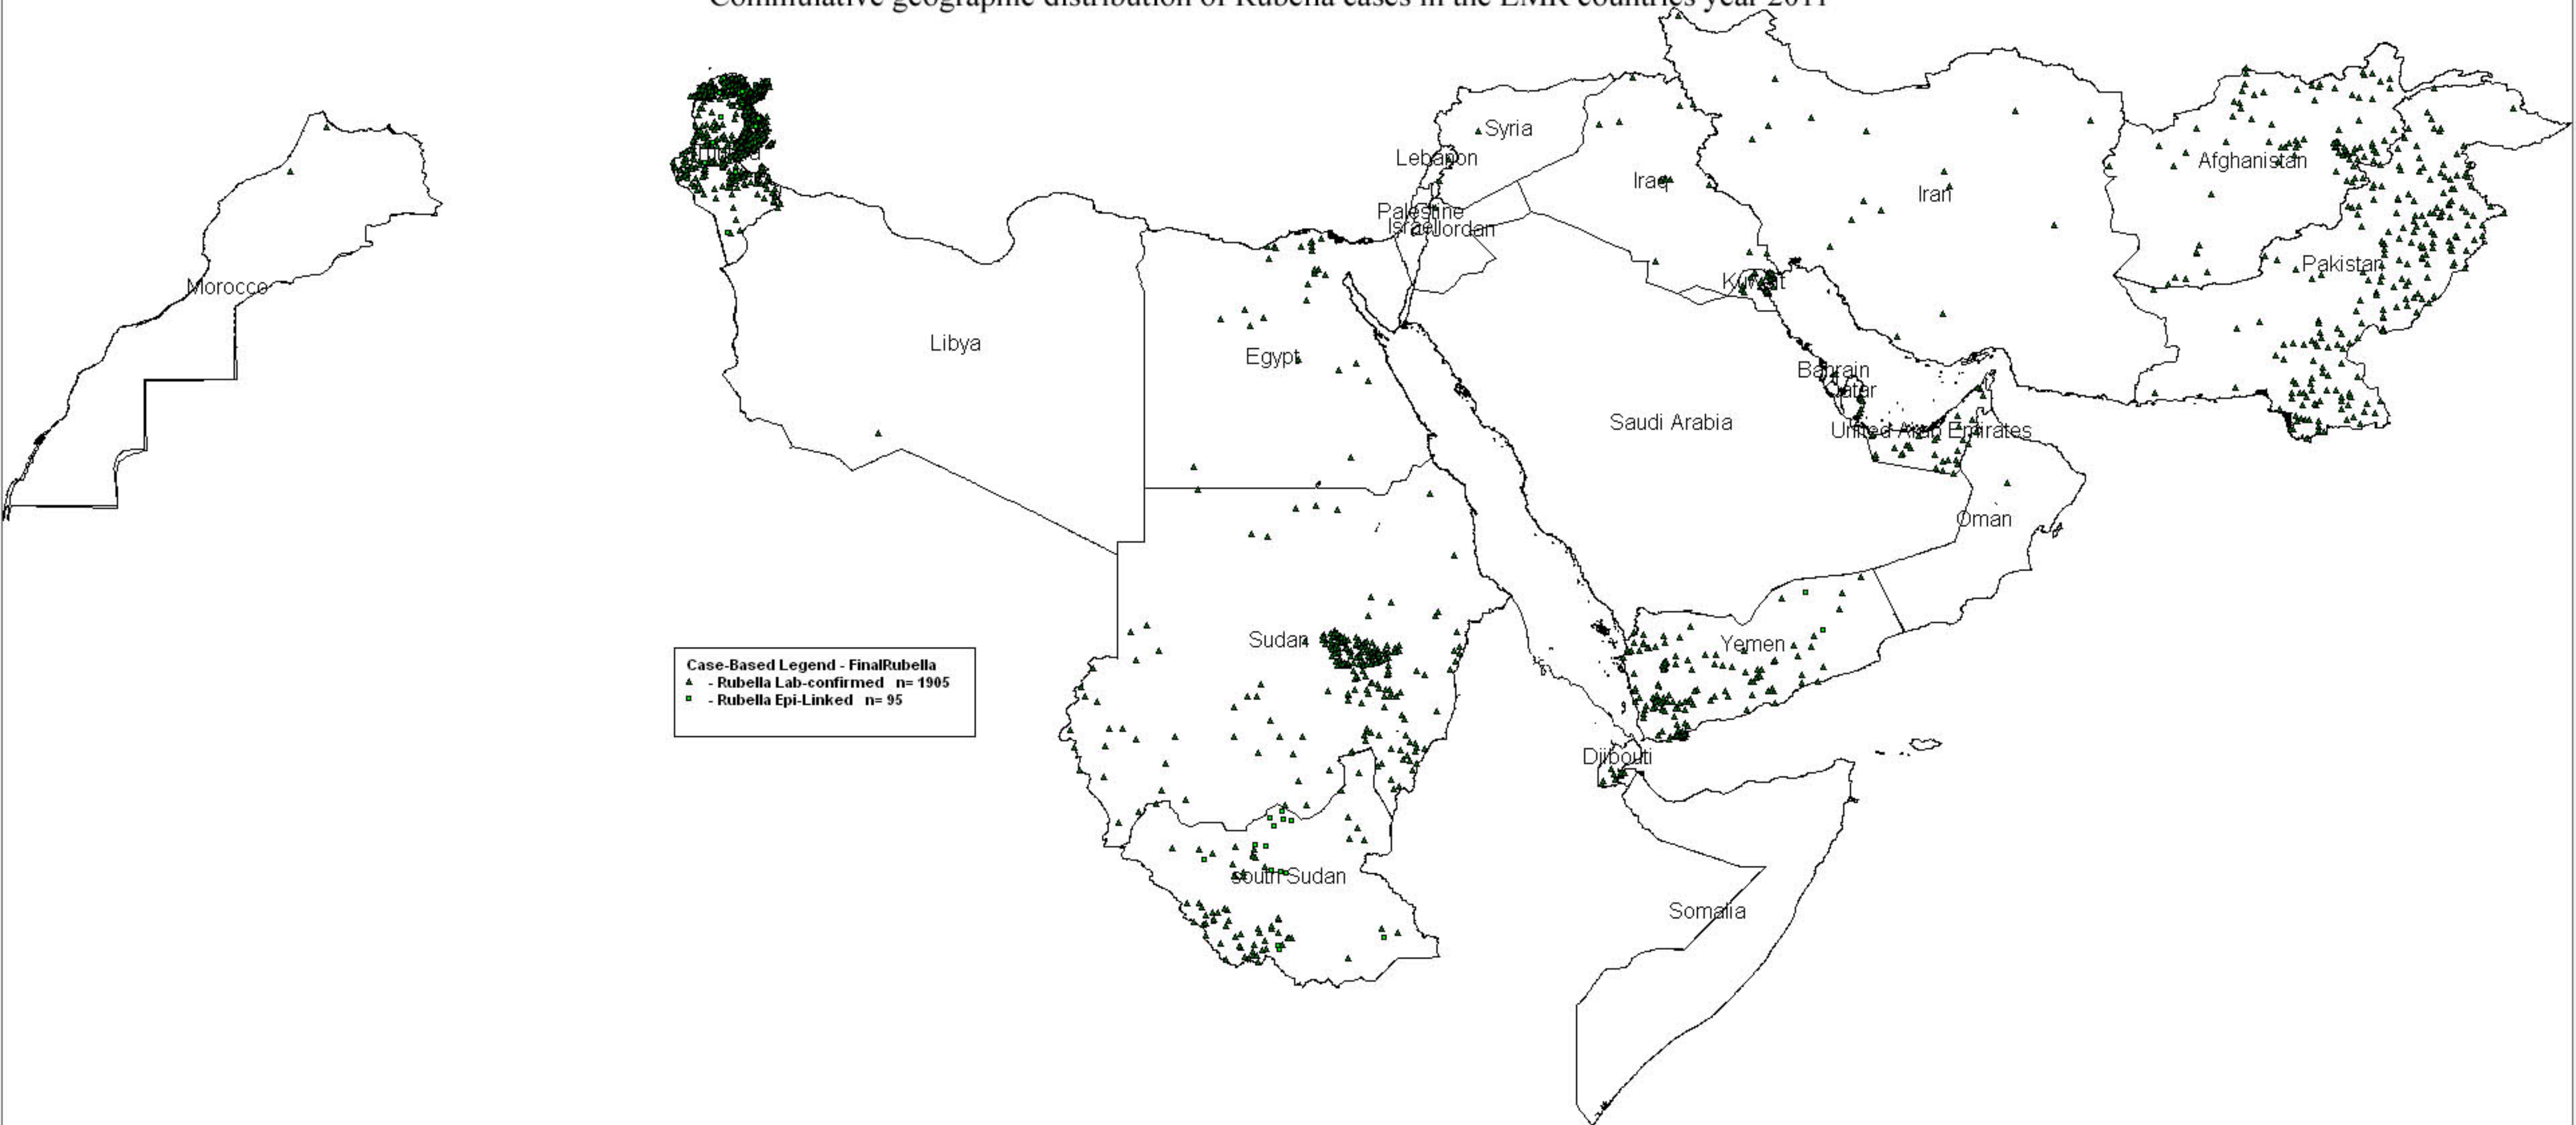 Commulative geographic distribution of Rubella cases in the EMR countries year 2011
Syria
Lebanon
Afghanistan
Iraq
Iran
Palestine
Israel
Jordan
Pakistan
Kuwait
Morocco
Libya
Egypt
Bahrain
Qatar
Saudi Arabia
United Arab Emirates
Oman
Sudan
Yemen
Case-Based Legend - FinalRubella
- Rubella Lab-confirmed n= 1905
- Rubella Epi-Linked n= 95
Djibouti
south Sudan
Somalia